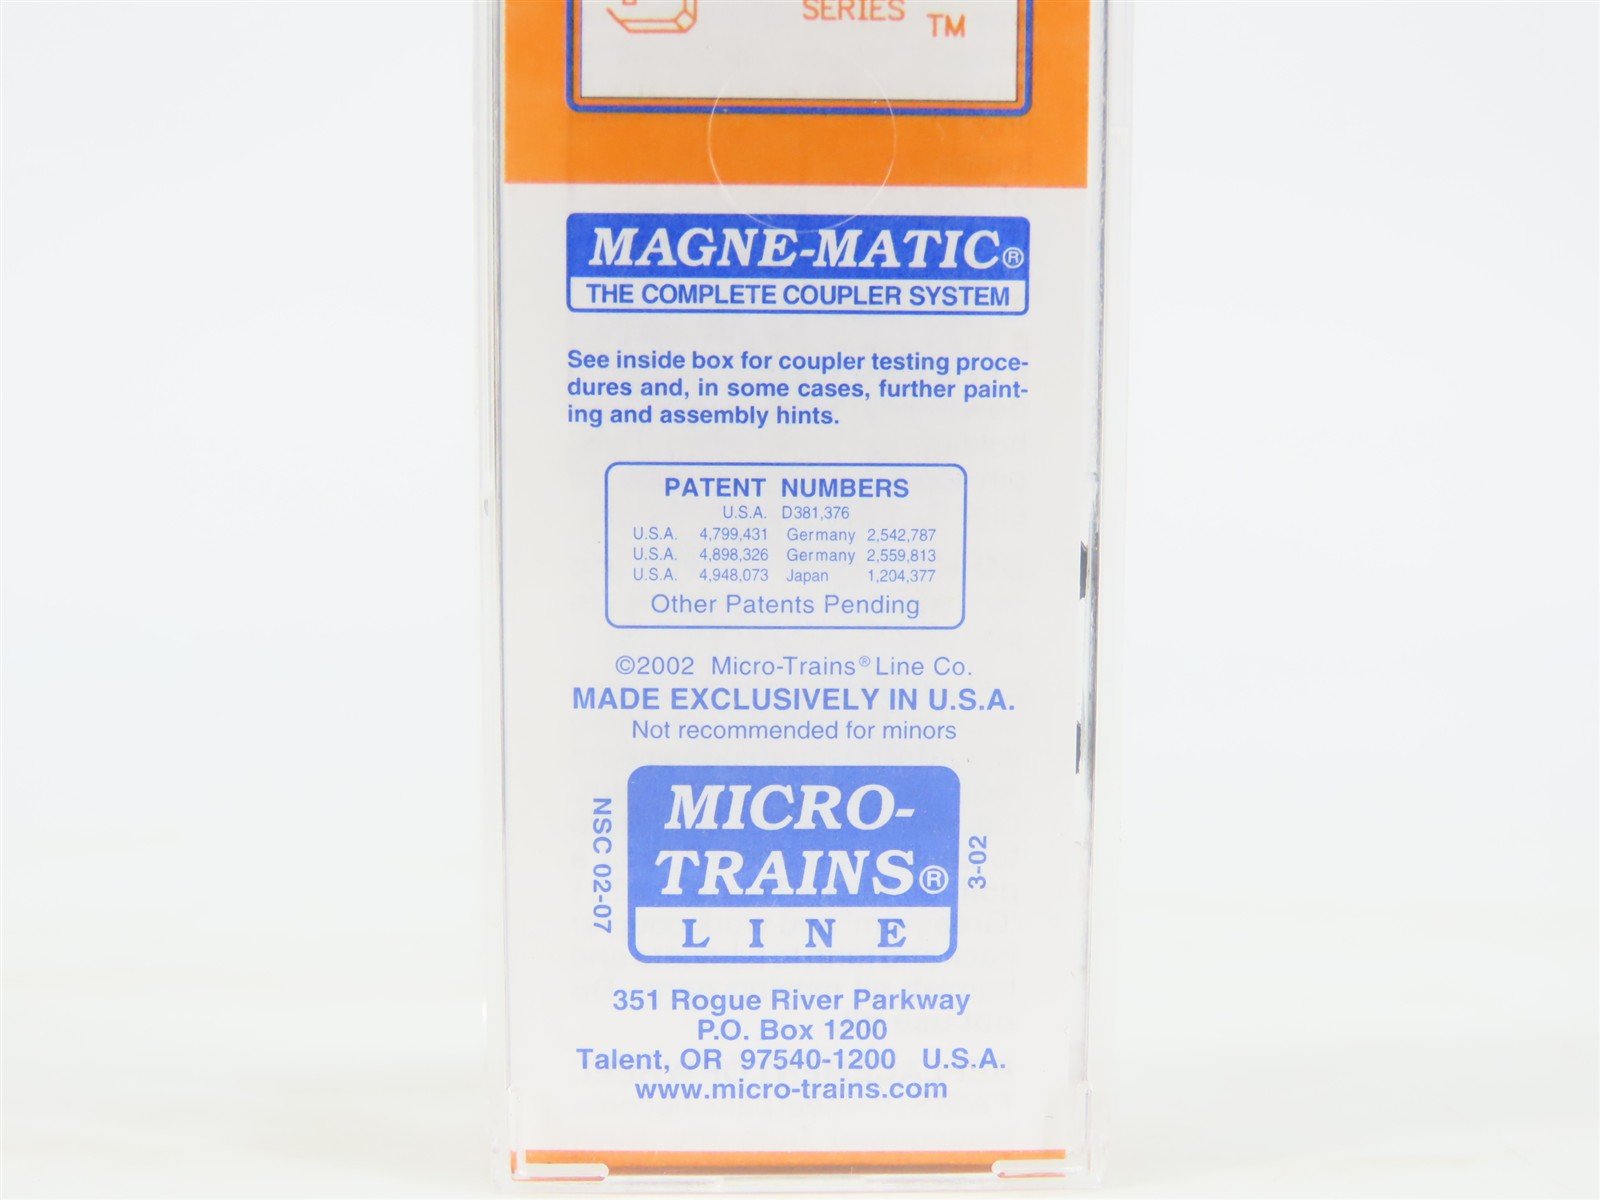 SERIES TM
MAGNE-MATIC®
THE COMPLETE COUPLER SYSTEM
See inside box for coupler testing proce-
dures and, in some cases, further paint-
ing and assembly hints.
PATENT NUMBERS
U.S.A. D381,376
U.S.A. 4,799,431 Germany 2,542,787
U.S.A. 4,898,326 Germany 2,559,813
U.S.A. 4,948,073 Japan 1,204,377
Other Patents Pending
©2002 Micro-Trains® Line Co.
MADE EXCLUSIVELY IN U.S.A.
Not recommended for minors
NSC 02-07
MICRO-
TRAINS®
LINE
3-02
351 Rogue River Parkway
P.O. Box 1200
Talent, OR 97540-1200 U.S.A.
www.micro-trains.com